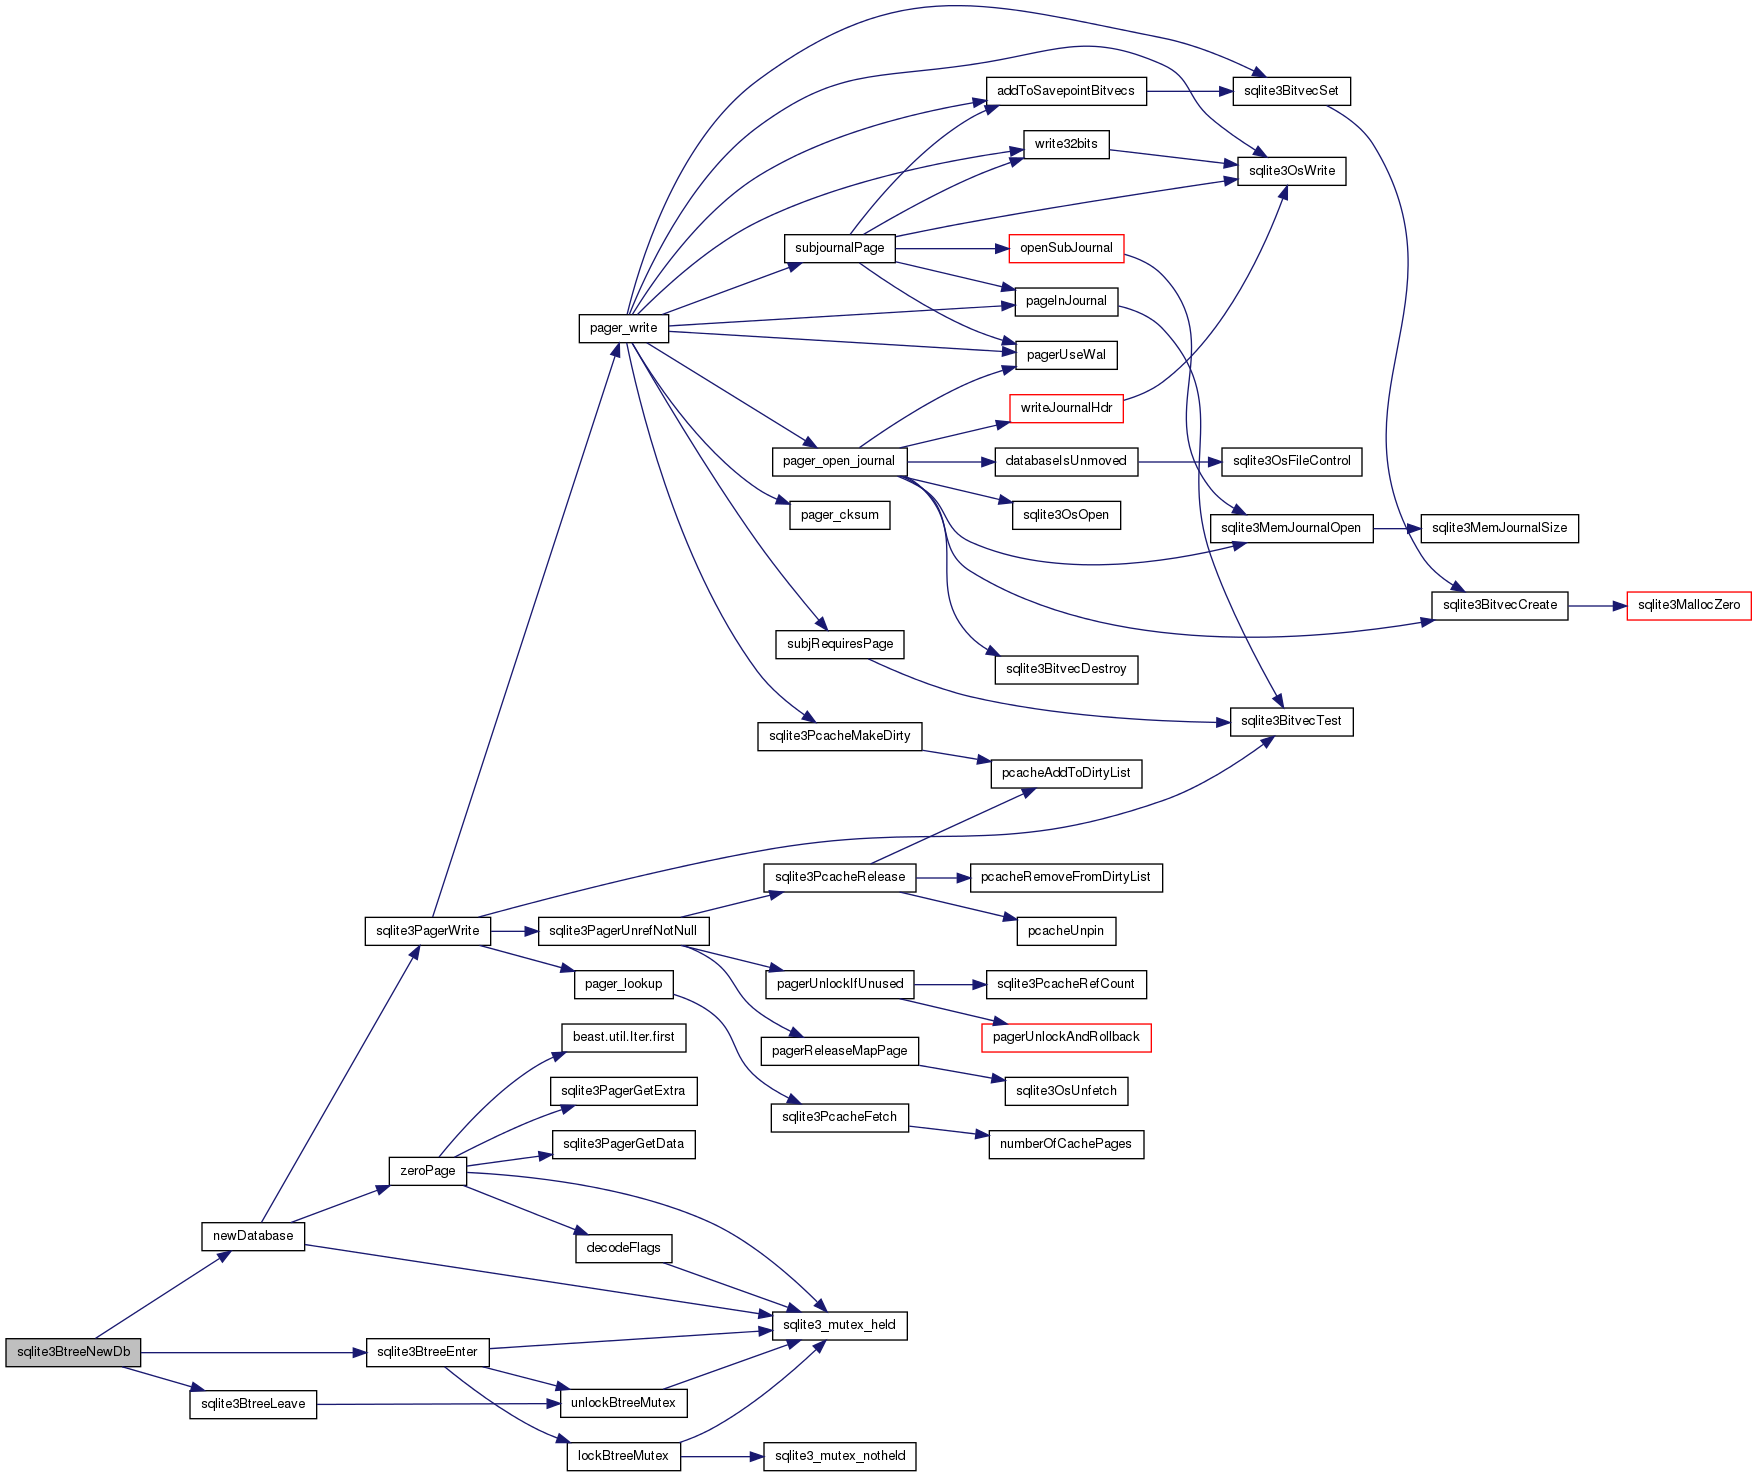 addToSavepointBitvecs
sqlite3BitvecSet
write32bits
sqlite3OsWrite
subjournalPage
openSubJournal
pageInJournal
pager_write
pagerUseWal
writeJournalHdr
pager_open_journal
databaseIsUnmoved
sqlite3OsFileControl
pager_cksum
sqlite3OsOpen
sqlite3MemJournalOpen
sqlite3MemJournalSize
sqlite3BitvecCreate
sqlite3MallocZero
subjRequiresPage
sqlite3BitvecDestroy
sqlite3BitvecTest
sqlite3PcacheMakeDirty
pcacheAddToDirtyList
sqlite3PcacheRelease
pcacheRemoveFromDirtyList
sqlite3PagerWrite
sqlite3PagerUnrefNotNull
pcacheUnpin
pager_lookup
pagerUnlockIfUnused
sqlite3PcacheRefCount
beast.util.Iter.first
pagerUnlockAndRollback
pagerReleaseMapPage
sqlite3PagerGetExtra
sqlite3OsUnfetch
sqlite3PcacheFetch
sqlite3PagerGetData
numberOfCachePages
zeroPage
newDatabase
decodeFlags
sqlite3_mutex_held
sqlite3BtreeNewDb
sqlite3BtreeEnter
sqlite3BtreeLeave
unlockBtreeMutex
lockBtreeMutex
sqlite3_mutex_notheld